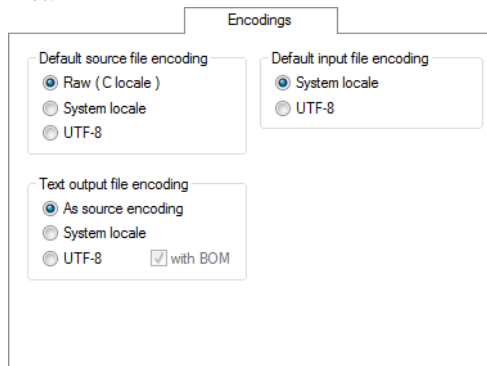 Encodings
Default source file encoding
Raw ( C locale )
System locale
UTF-8
Default input file encoding
System locale
UTF-8
Text output file encoding
As source encoding
System locale
UTF-8 with BOM